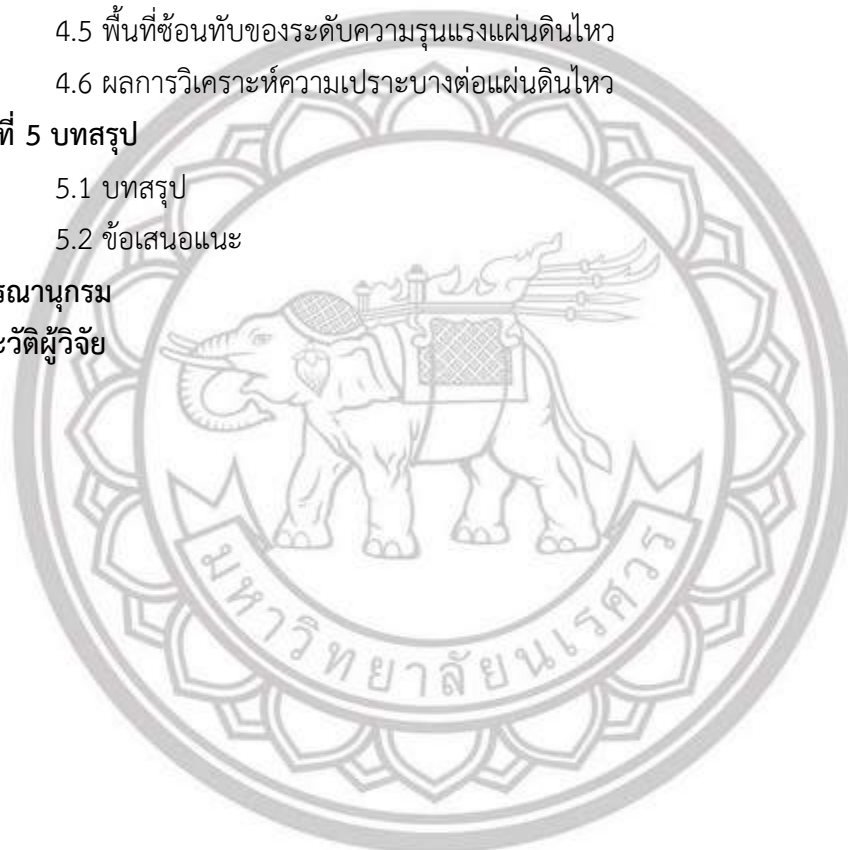 4.5 พื้นที่ซ้อนทับของระดับความรุนแรงแผ่นดินไหว
4.6 ผลการวิเคราะห์ความเปราะบางต่อแผ่นดินไหว
ที่ 5 บทสรุป
5.1 บทสรุป
5.2 ข้อเสนอแนะ
รณานุกรม
ะวัติผู้วิจัย
มหาวิทยาลัยนเรศวร